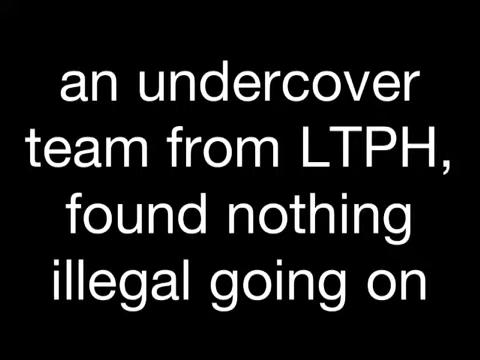 an undercover
team from LTPH,
found nothing
illegal going on